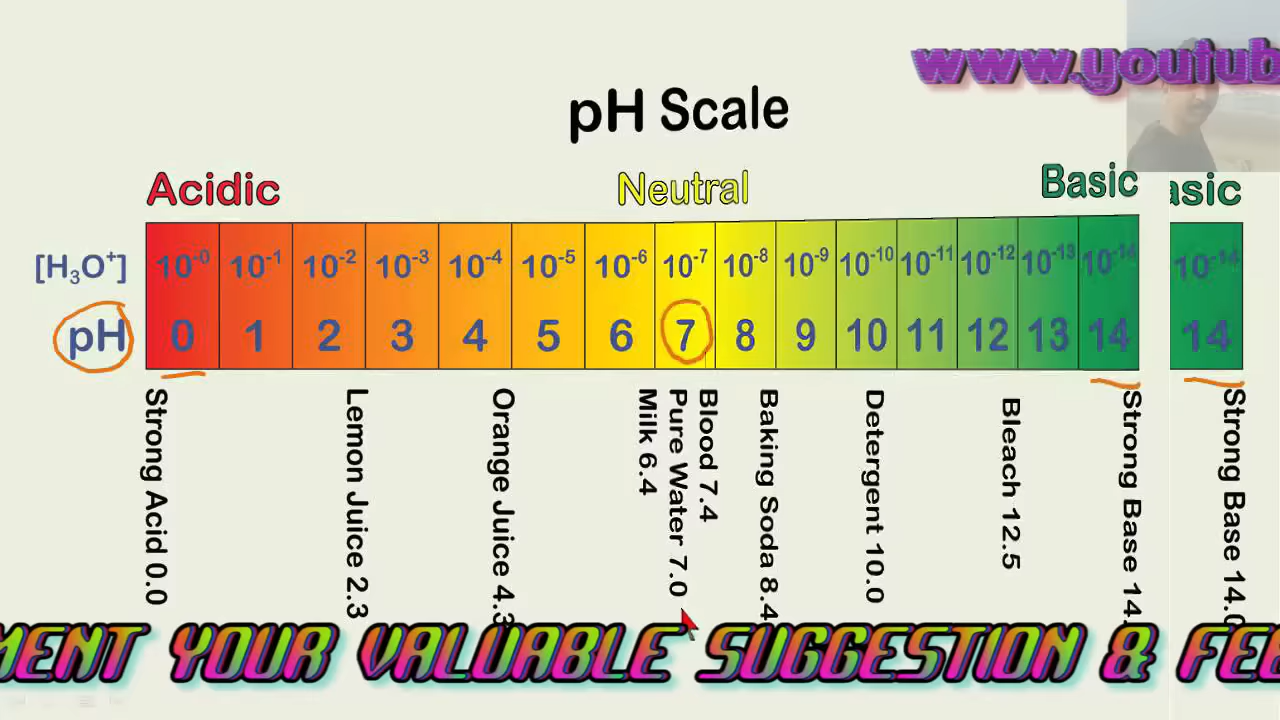 www.youtub
pH Scale
Acidic Neutral Basic asic
[H₃O⁺] 10⁻⁰ 10⁻¹ 10⁻² 10⁻³ 10⁻⁴ 10⁻⁵ 10⁻⁶ 10⁻⁷ 10⁻⁸ 10⁻⁹ 10⁻¹⁰ 10⁻¹¹ 10⁻¹² 10⁻¹³ 10⁻¹⁴ 10⁻¹⁴
pH 0 1 2 3 4 5 6 7 8 9 10 11 12 13 14 14
Strong Acid 0.0
Lemon Juice 2.3
Orange Juice 4.3
Milk 6.4
Pure Water 7.0
Blood 7.4
Baking Soda 8.4
Detergent 10.0
Bleach 12.5
Strong Base 14.
Strong Base 14.0
MENT YOUR VALUABLE SUGGESTION & FEE